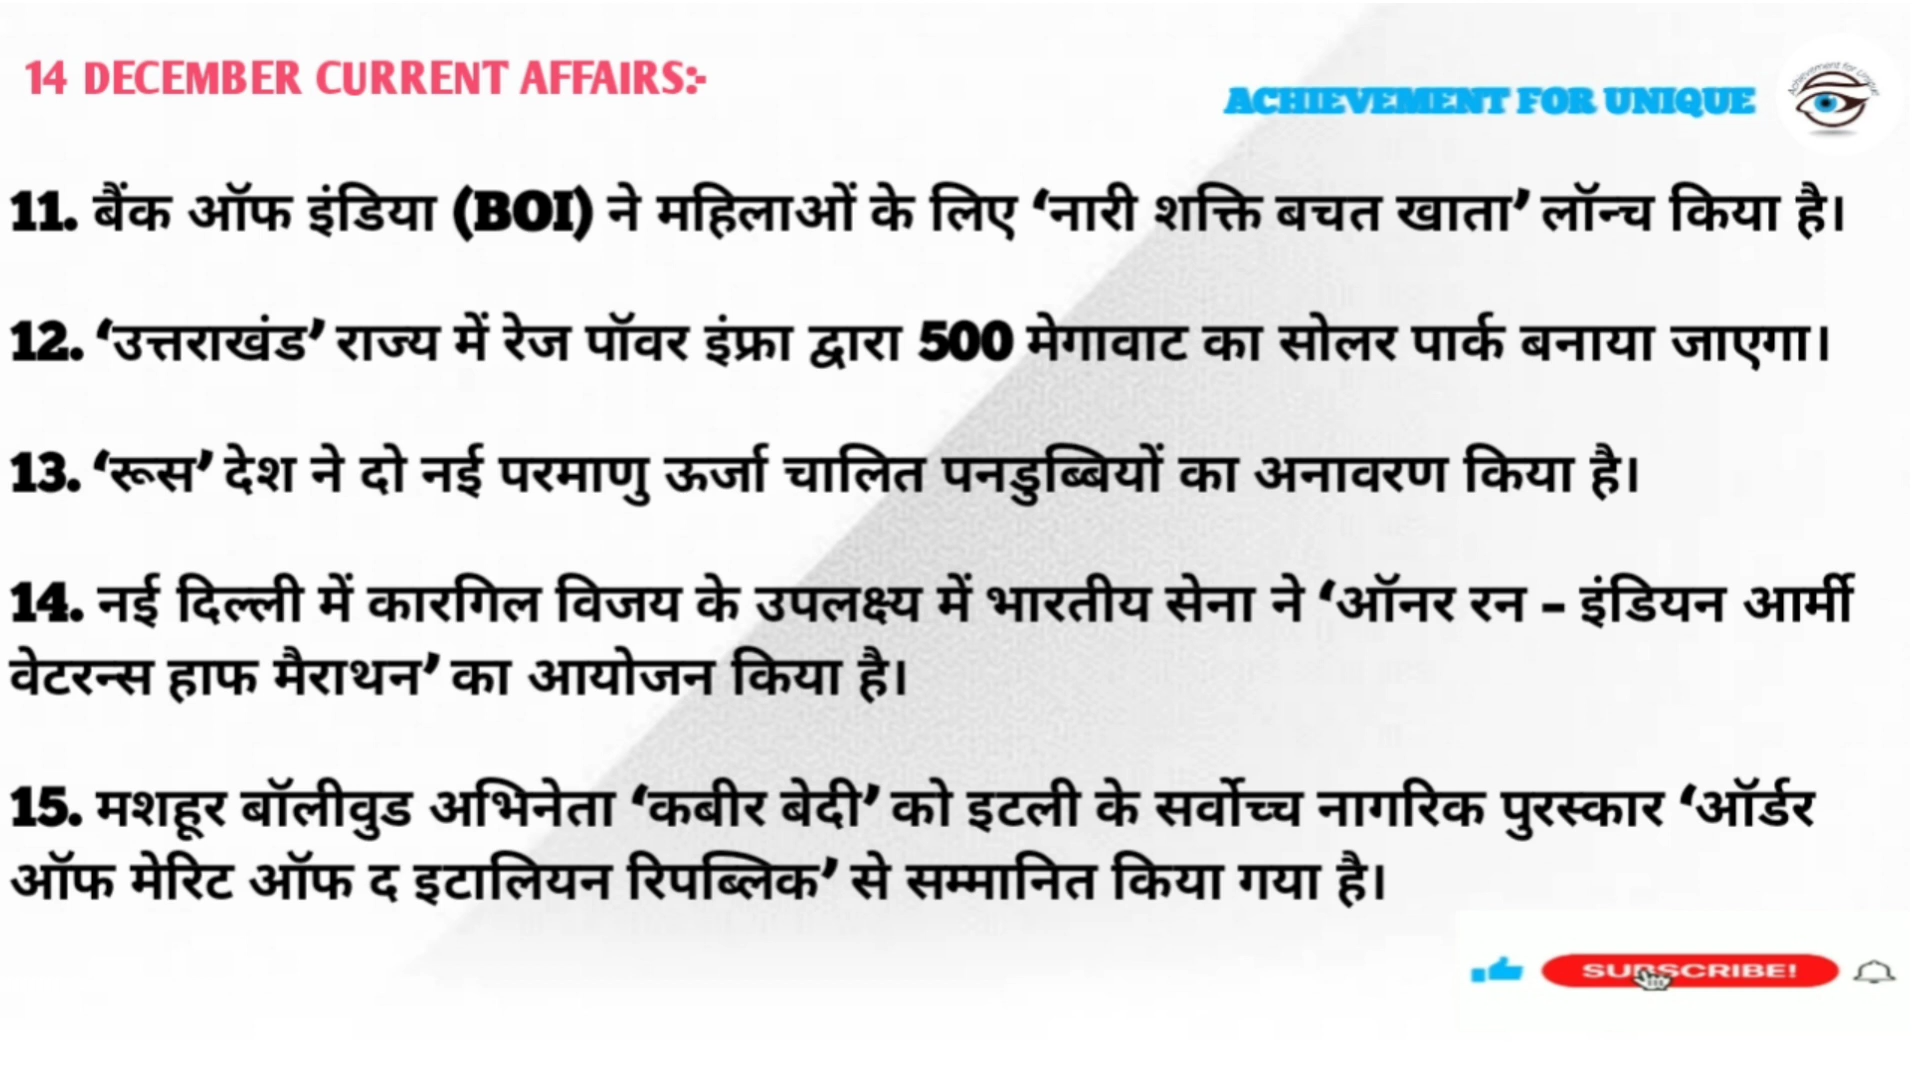 14 DECEMBER CURRENT AFFAIRS:-
ACHIEVEMENT FOR UNIQUE
Achievement for Unique!
11. बैंक ऑफ इंडिया (BOI) ने महिलाओं के लिए ‘नारी शक्ति बचत खाता’ लॉन्च किया है।
12. ‘उत्तराखंड’ राज्य में रेज पॉवर इंफ्रा द्वारा 500 मेगावाट का सोलर पार्क बनाया जाएगा।
13. ‘रूस’ देश ने दो नई परमाणु ऊर्जा चालित पनडुब्बियों का अनावरण किया है।
14. नई दिल्ली में कारगिल विजय के उपलक्ष्य में भारतीय सेना ने ‘ऑनर रन – इंडियन आर्मी
वेटरन्स हाफ मैराथन’ का आयोजन किया है।
15. मशहूर बॉलीवुड अभिनेता ‘कबीर बेदी’ को इटली के सर्वोच्च नागरिक पुरस्कार ‘ऑर्डर
ऑफ मेरिट ऑफ द इटालियन रिपब्लिक’ से सम्मानित किया गया है।
SUBSCRIBE!